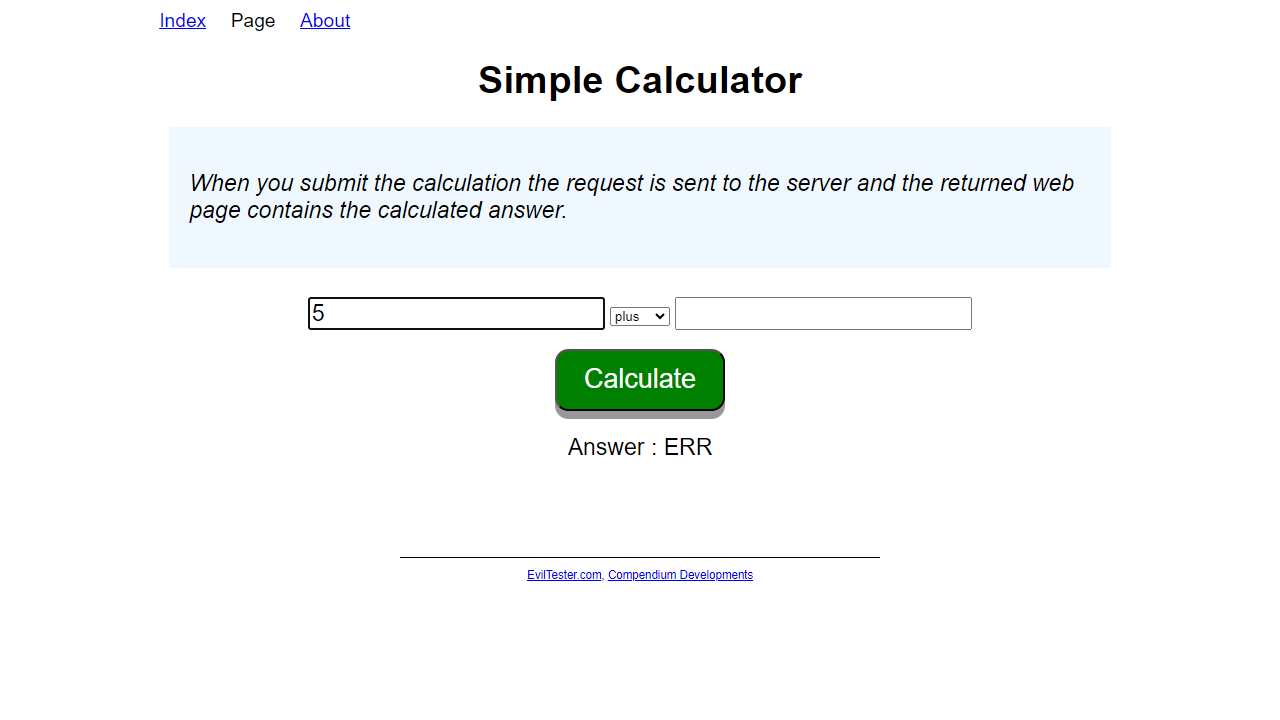 Index Page About
Simple Calculator
When you submit the calculation the request is sent to the server and the returned web
page contains the calculated answer.
5 plus
Calculate
Answer : ERR
EvilTester.com, Compendium Developments